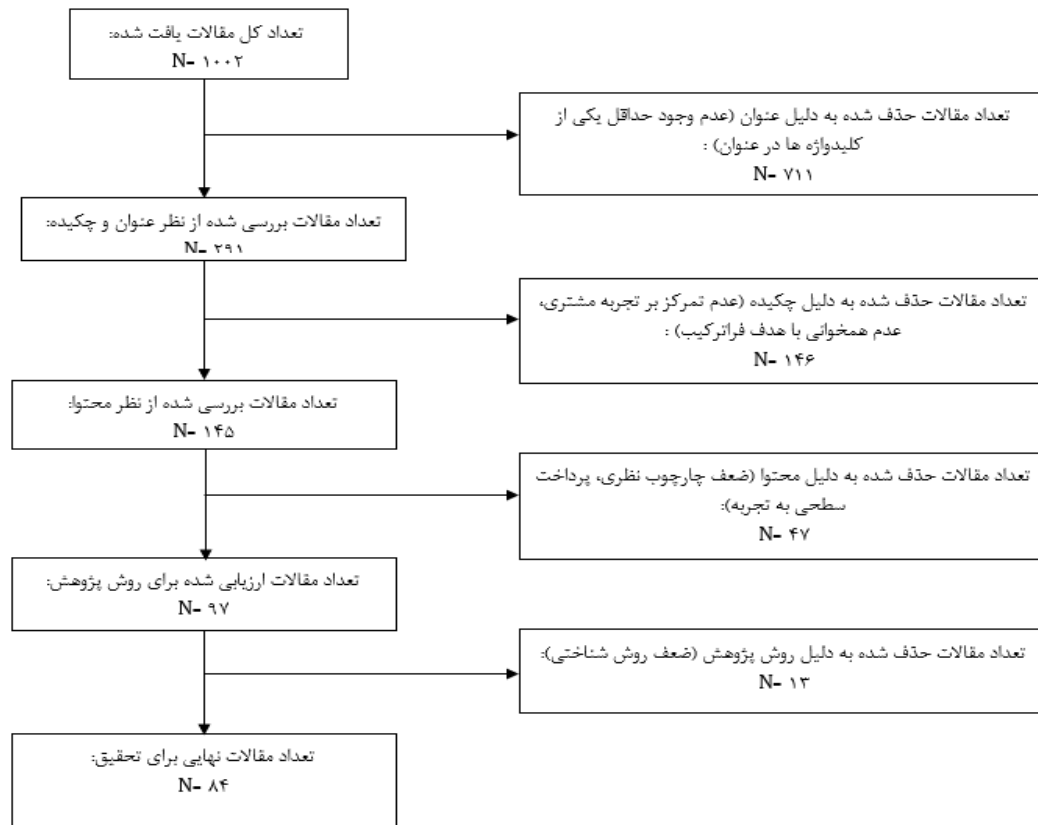 تعداد کل مقالات یافت شده:
N- ۱۰۰۲
تعداد مقالات حذف شده به دلیل عنوان (عدم وجود حداقل یکی از
کلیدواژه ها در عنوان) :
N- ۷۱۱
تعداد مقالات بررسی شده از نظر عنوان و چکیده:
N- ۲۹۱
تعداد مقالات حذف شده به دلیل چکیده (عدم تمرکز بر تجربه مشتری،
عدم همخوانی با هدف فراترکیب) :
N- ۱۴۶
تعداد مقالات بررسی شده از نظر محتوا:
N- ۱۴۵
تعداد مقالات حذف شده به دلیل محتوا (ضعف چارچوب نظری، پرداخت
سطحی به تجربه):
N- ۴۷
تعداد مقالات ارزیابی شده برای روش پژوهش:
N- ۹۷
تعداد مقالات حذف شده به دلیل روش پژوهش (ضعف روش شناختی):
N- ۱۳
تعداد مقالات نهایی برای تحقیق:
N- ۸۴